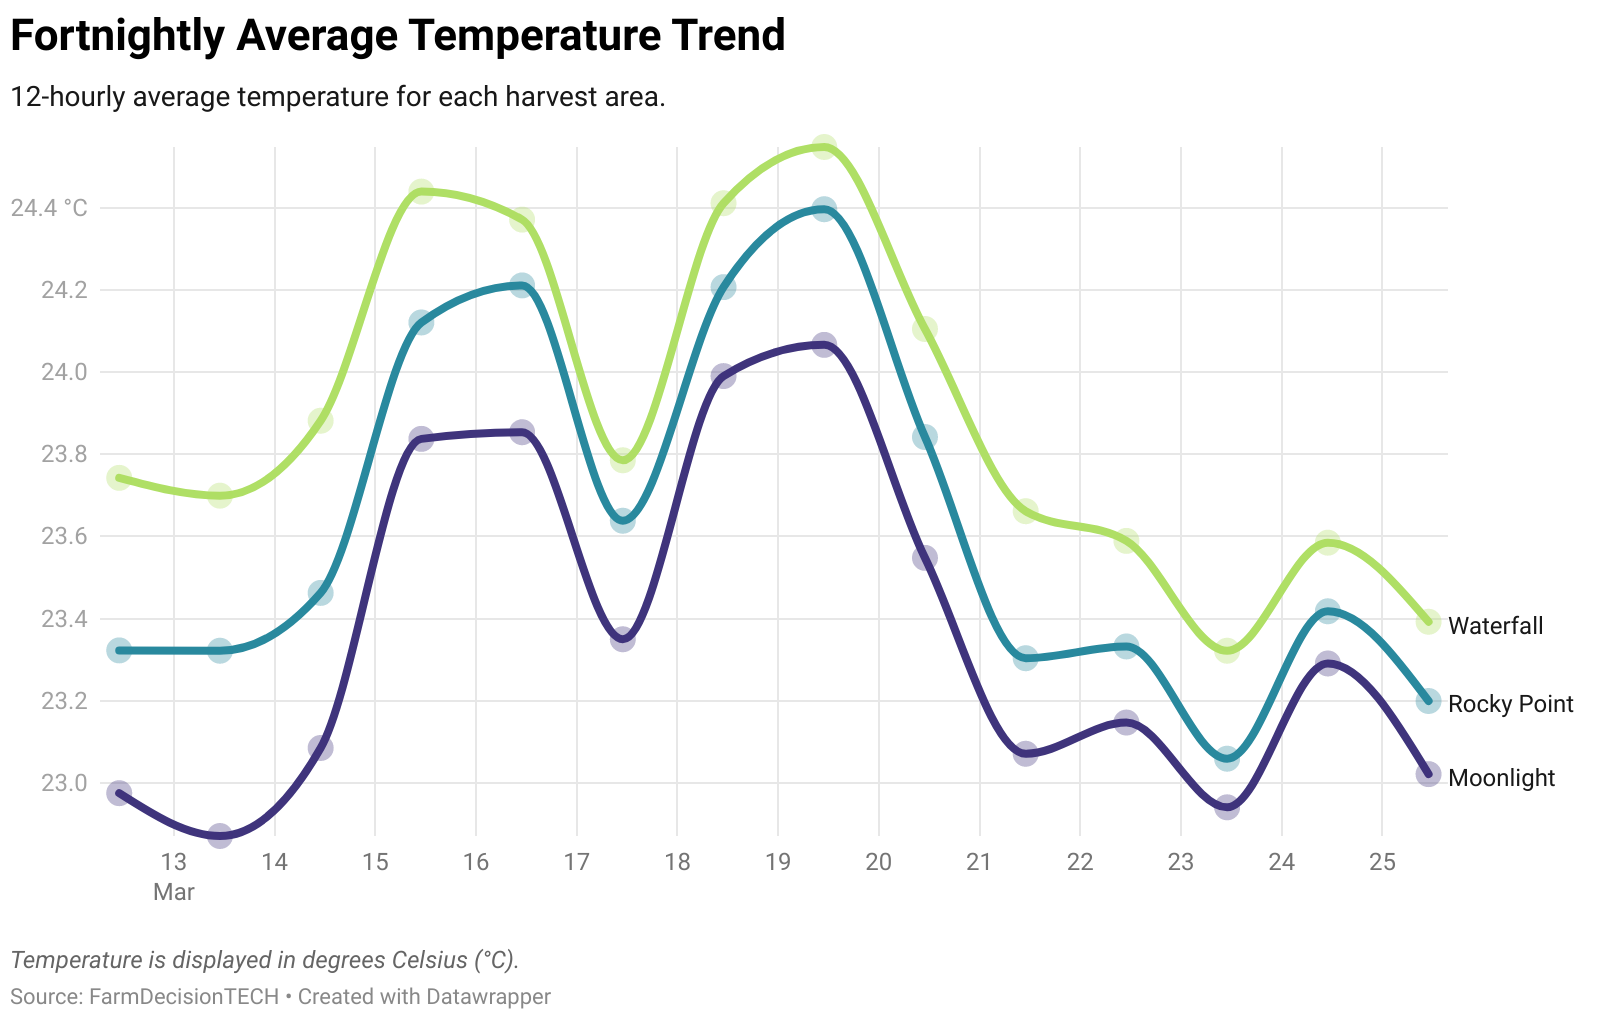 Fortnightly Average Temperature Trend
12-hourly average temperature for each harvest area.
24.4 °C
24.2
24.0
23.8
23.6
23.4
23.2
23.0
Waterfall
Rocky Point
Moonlight
13 14 15 16 17 18 19 20 21 22 23 24 25
Mar
Temperature is displayed in degrees Celsius (°C).
Source: FarmDecisionTECH • Created with Datawrapper